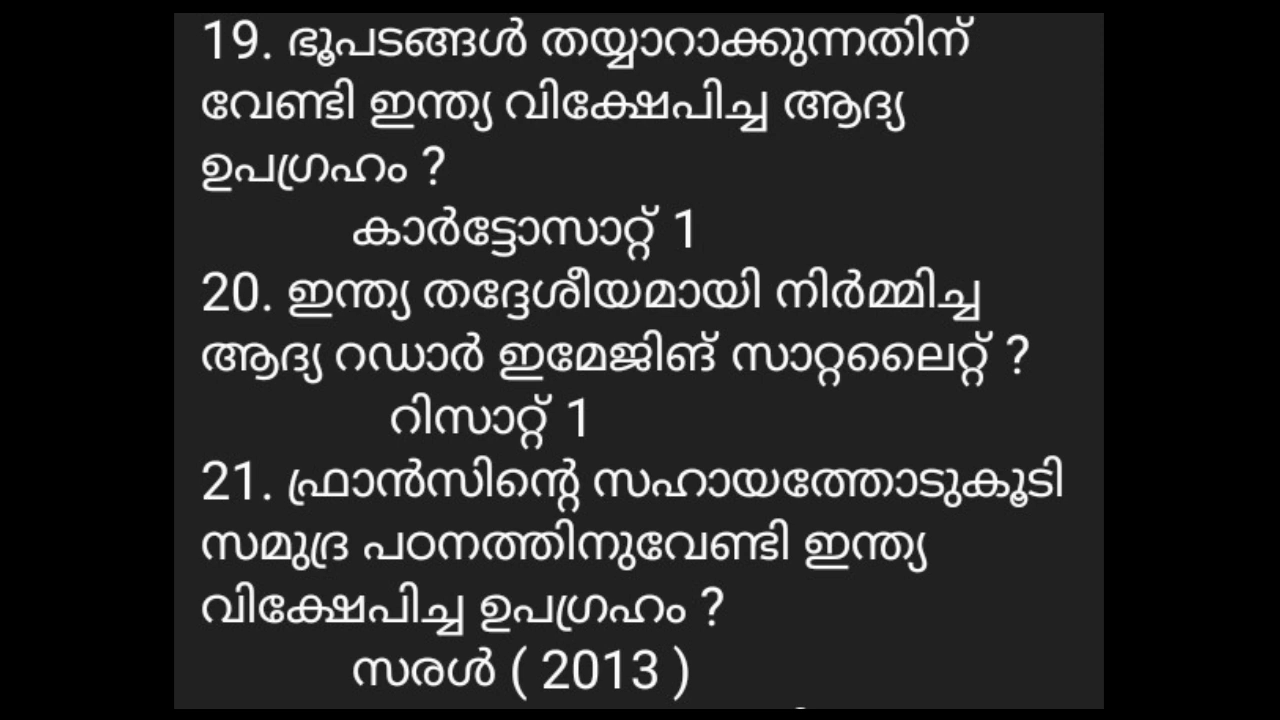 19. ഭൂപടങ്ങൾ തയ്യാറാക്കുന്നതിന്
വേണ്ടി ഇന്ത്യ വിക്ഷേപിച്ച ആദ്യ
ഉപഗ്രഹം ?
കാർട്ടോസാറ്റ് 1
20. ഇന്ത്യ തദ്ദേശീയമായി നിർമ്മിച്ച
ആദ്യ റഡാർ ഇമേജിങ് സാറ്റലൈറ്റ് ?
റിസാറ്റ് 1
21. ഫ്രാൻസിന്റെ സഹായത്തോടുകൂടി
സമുദ്ര പഠനത്തിനുവേണ്ടി ഇന്ത്യ
വിക്ഷേപിച്ച ഉപഗ്രഹം ?
സരൾ ( 2013 )